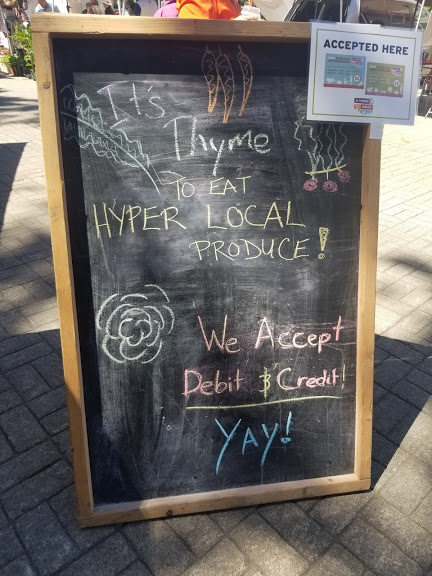 ACCEPTED HERE
It's
Thyme
TO EAT
HYPER LOCAL
PRODUCE!
We Accept
Debit & Credit!
YAY!